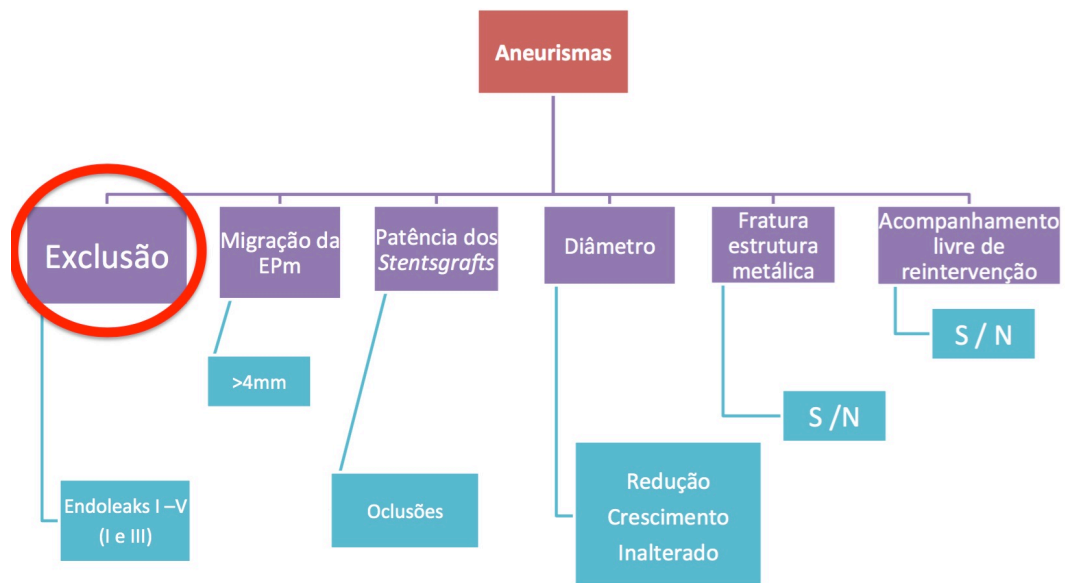 Aneurismas
Exclusão
Migração da
EPm
Patência dos
Stentsgrafts
Diâmetro
Fratura
estrutura
metálica
Acompanhamento
livre de
reintervenção
>4mm
S / N
S /N
Endoleaks I –V
(I e III)
Oclusões
Redução
Crescimento
Inalterado